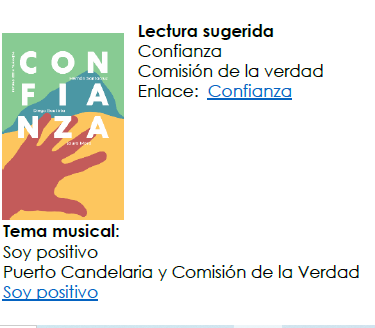 CON
FIA
NZA
Lectura sugerida
Confianza
Comisión de la verdad
Enlace: Confianza
Tema musical:
Soy positivo
Puerto Candelaria y Comisión de la Verdad
Soy positivo